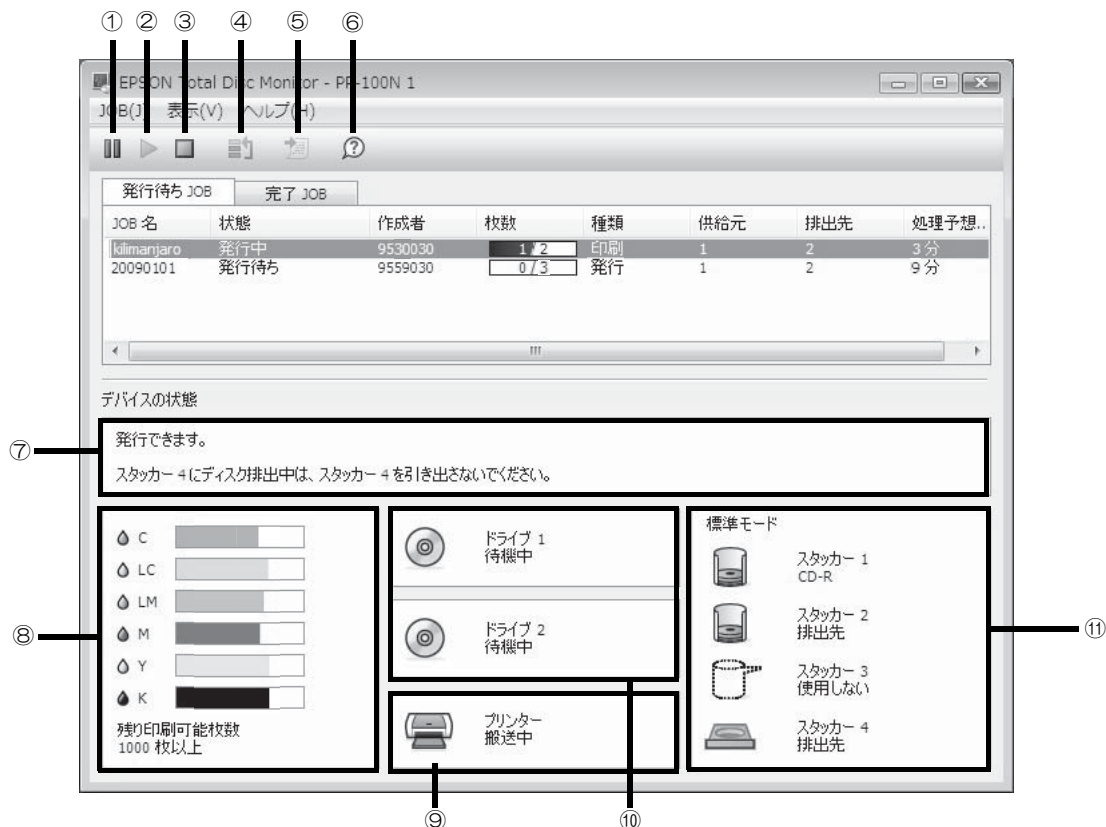 ① ② ③ ④ ⑤ ⑥
EPSON Total Disc Monitor - PP-100N 1
JOB(J) 表示(V) ヘルプ(H)
発行待ち JOB 完了 JOB
JOB 名 状態 作成者 枚数 種類 供給元 排出先 処理予想..
kilimanjaro 発行中 9530030 1 / 2 印刷 1 2 3 分
20090101 発行待ち 9559030 0 / 3 発行 1 2 9 分
デバイスの状態
⑦
発行できます。
スタッカー 4 にディスク排出中は、スタッカー 4 を引き出さないでください。
⑧
C
LC
LM
M
Y
K
残り印刷可能枚数
1000 枚以上
ドライブ 1
待機中
ドライブ 2
待機中
プリンター
搬送中
標準モード
スタッカー 1
CD-R
スタッカー 2
排出先
スタッカー 3
使用しない
スタッカー 4
排出先
⑪
⑨ ⑩